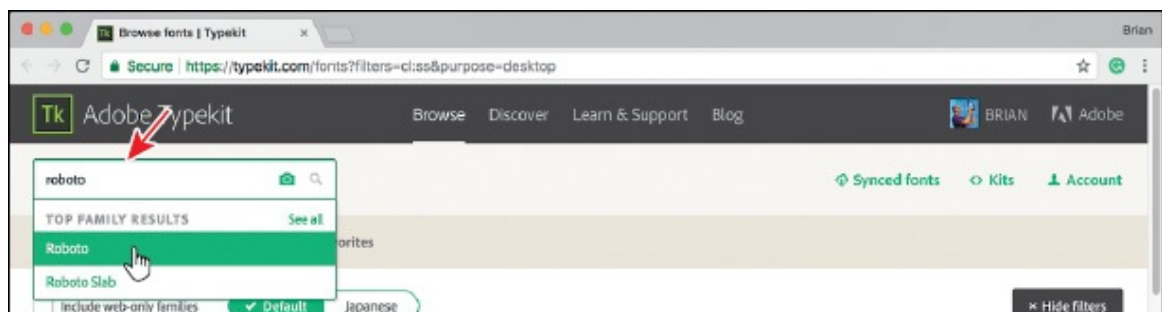 Browse fonts | Typekit
Brian
Secure https://typekit.com/fonts?filters=cl:ss&purpose=desktop
Tk Adobe Typekit Browse Discover Learn & Support Blog BRIAN Adobe
roboto Synced fonts Kits Account
TOP FAMILY RESULTS See all
Roboto orites
Roboto Slab
Include web-only families Default Japanese Hide filters